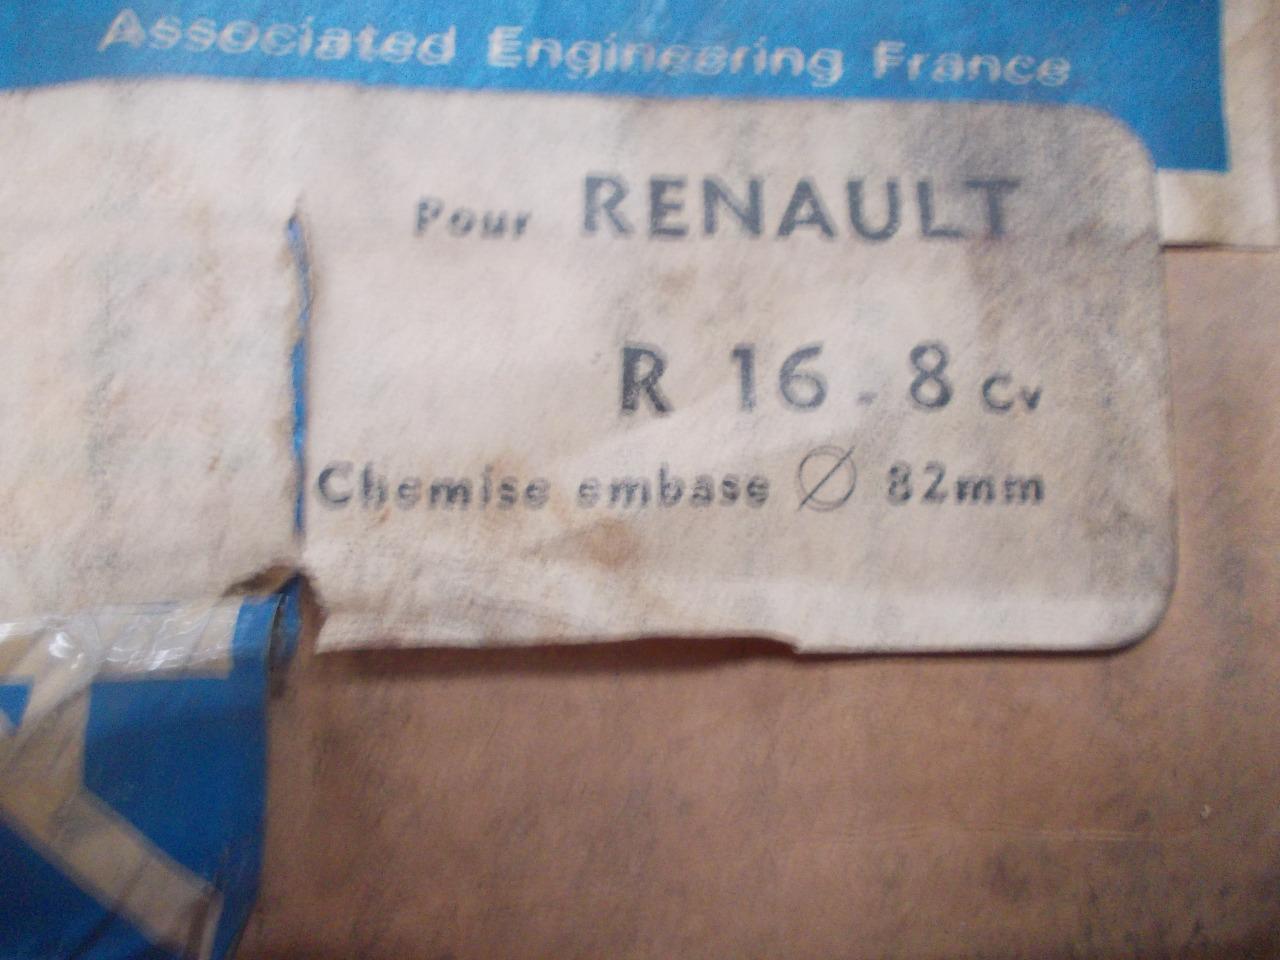 Associated Engineering France
Pour RENAULT
R 16 - 8 Cv
Chemise embase Ø 82mm